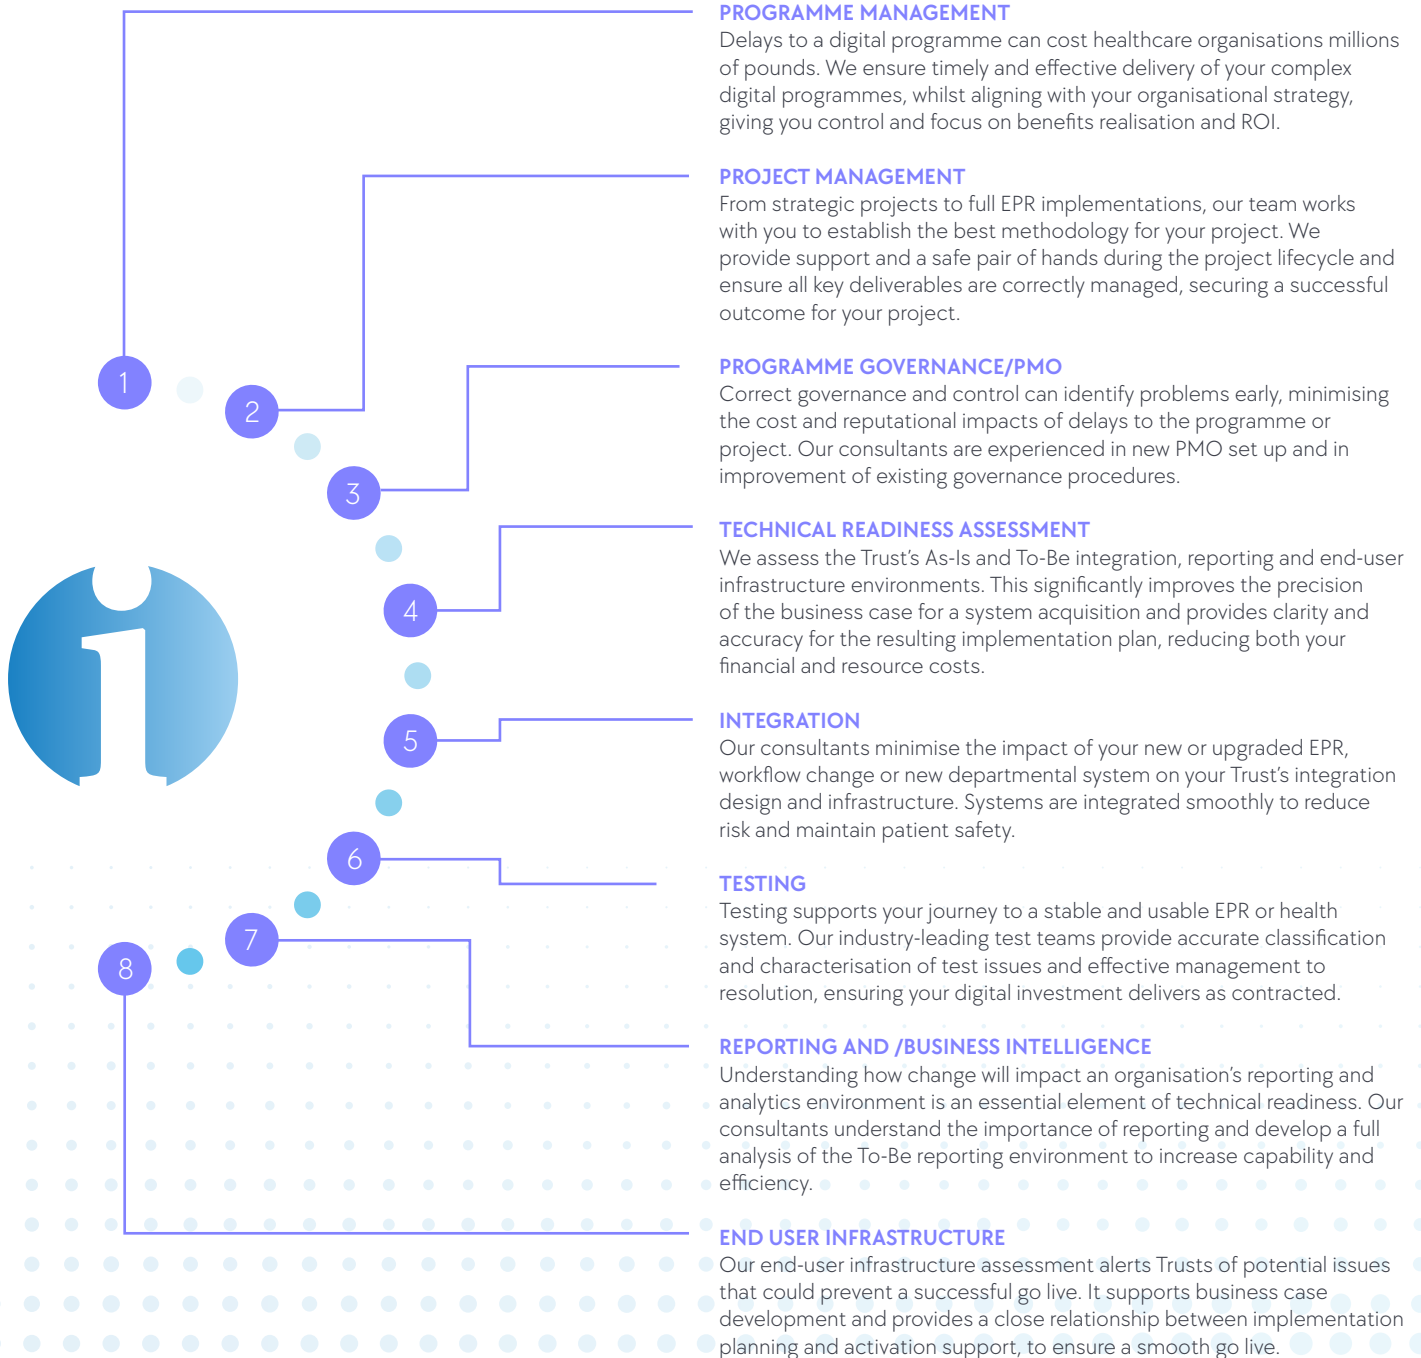 PROGRAMME MANAGEMENT
Delays to a digital programme can cost healthcare organisations millions
of pounds. We ensure timely and effective delivery of your complex
digital programmes, whilst aligning with your organisational strategy,
giving you control and focus on benefits realisation and ROI.
PROJECT MANAGEMENT
From strategic projects to full EPR implementations, our team works
with you to establish the best methodology for your project. We
provide support and a safe pair of hands during the project lifecycle and
ensure all key deliverables are correctly managed, securing a successful
outcome for your project.
PROGRAMME GOVERNANCE/PMO
Correct governance and control can identify problems early, minimising
the cost and reputational impacts of delays to the programme or
project. Our consultants are experienced in new PMO set up and in
improvement of existing governance procedures.
TECHNICAL READINESS ASSESSMENT
We assess the Trust's As-Is and To-Be integration, reporting and end-user
infrastructure environments. This significantly improves the precision
of the business case for a system acquisition and provides clarity and
accuracy for the resulting implementation plan, reducing both your
financial and resource costs.
INTEGRATION
Our consultants minimise the impact of your new or upgraded EPR,
workflow change or new departmental system on your Trust's integration
design and infrastructure. Systems are integrated smoothly to reduce
risk and maintain patient safety.
TESTING
Testing supports your journey to a stable and usable EPR or health
system. Our industry-leading test teams provide accurate classification
and characterisation of test issues and effective management to
resolution, ensuring your digital investment delivers as contracted.
REPORTING AND /BUSINESS INTELLIGENCE
Understanding how change will impact an organisation's reporting and
analytics environment is an essential element of technical readiness. Our
consultants understand the importance of reporting and develop a full
analysis of the To-Be reporting environment to increase capability and
efficiency.
END USER INFRASTRUCTURE
Our end-user infrastructure assessment alerts Trusts of potential issues
that could prevent a successful go live. It supports business case
development and provides a close relationship between implementation
planning and activation support, to ensure a smooth go live.
1
2
3
4
5
6
7
8
i